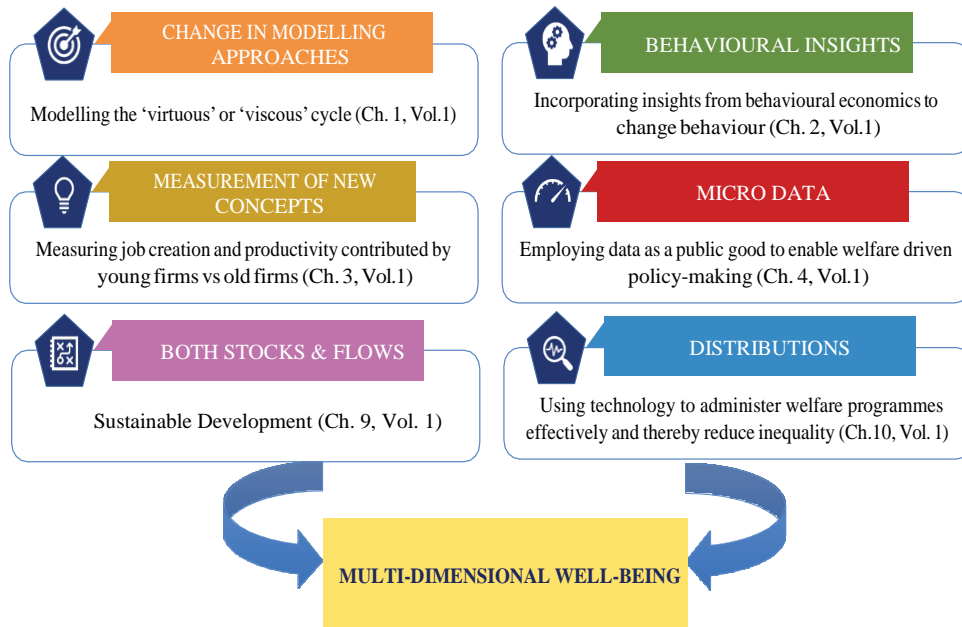 CHANGE IN MODELLING
APPROACHES
Modelling the ‘virtuous’ or ‘viscous’ cycle (Ch. 1, Vol.1)
BEHAVIOURAL INSIGHTS
Incorporating insights from behavioural economics to
change behaviour (Ch. 2, Vol.1)
MEASUREMENT OF NEW
CONCEPTS
Measuring job creation and productivity contributed by
young firms vs old firms (Ch. 3, Vol.1)
MICRO DATA
Employing data as a public good to enable welfare driven
policy-making (Ch. 4, Vol.1)
BOTH STOCKS & FLOWS
Sustainable Development (Ch. 9, Vol. 1)
DISTRIBUTIONS
Using technology to administer welfare programmes
effectively and thereby reduce inequality (Ch.10, Vol. 1)
MULTI-DIMENSIONAL WELL-BEING